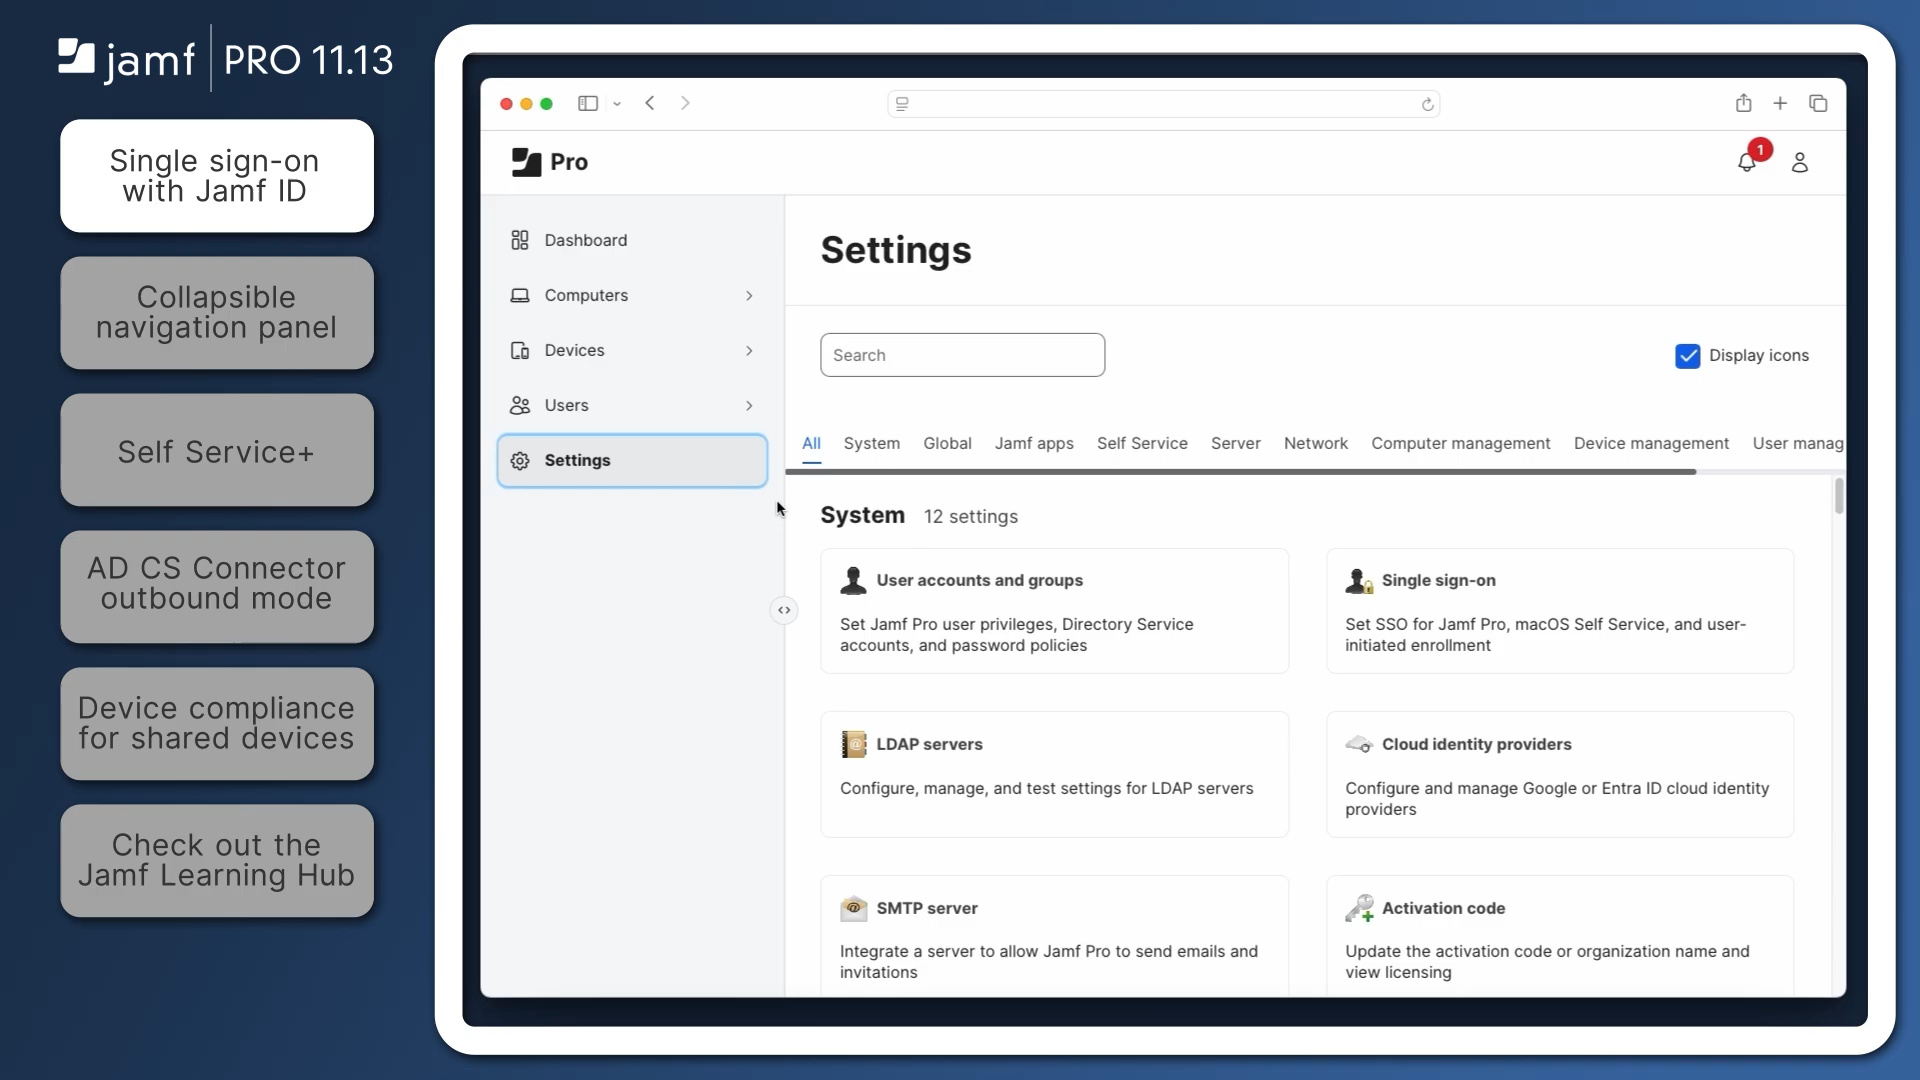 jamf PRO 11.13
Single sign-on
with Jamf ID
Collapsible
navigation panel
Self Service+
AD CS Connector
outbound mode
Device compliance
for shared devices
Check out the
Jamf Learning Hub
Pro
1
Dashboard
Computers
Devices
Users
Settings
Settings
Search
Display icons
All System Global Jamf apps Self Service Server Network Computer management Device management User manag
System 12 settings
User accounts and groups
Set Jamf Pro user privileges, Directory Service
accounts, and password policies
Single sign-on
Set SSO for Jamf Pro, macOS Self Service, and user-
initiated enrollment
LDAP servers
Configure, manage, and test settings for LDAP servers
Cloud identity providers
Configure and manage Google or Entra ID cloud identity
providers
SMTP server
Integrate a server to allow Jamf Pro to send emails and
invitations
Activation code
Update the activation code or organization name and
view licensing